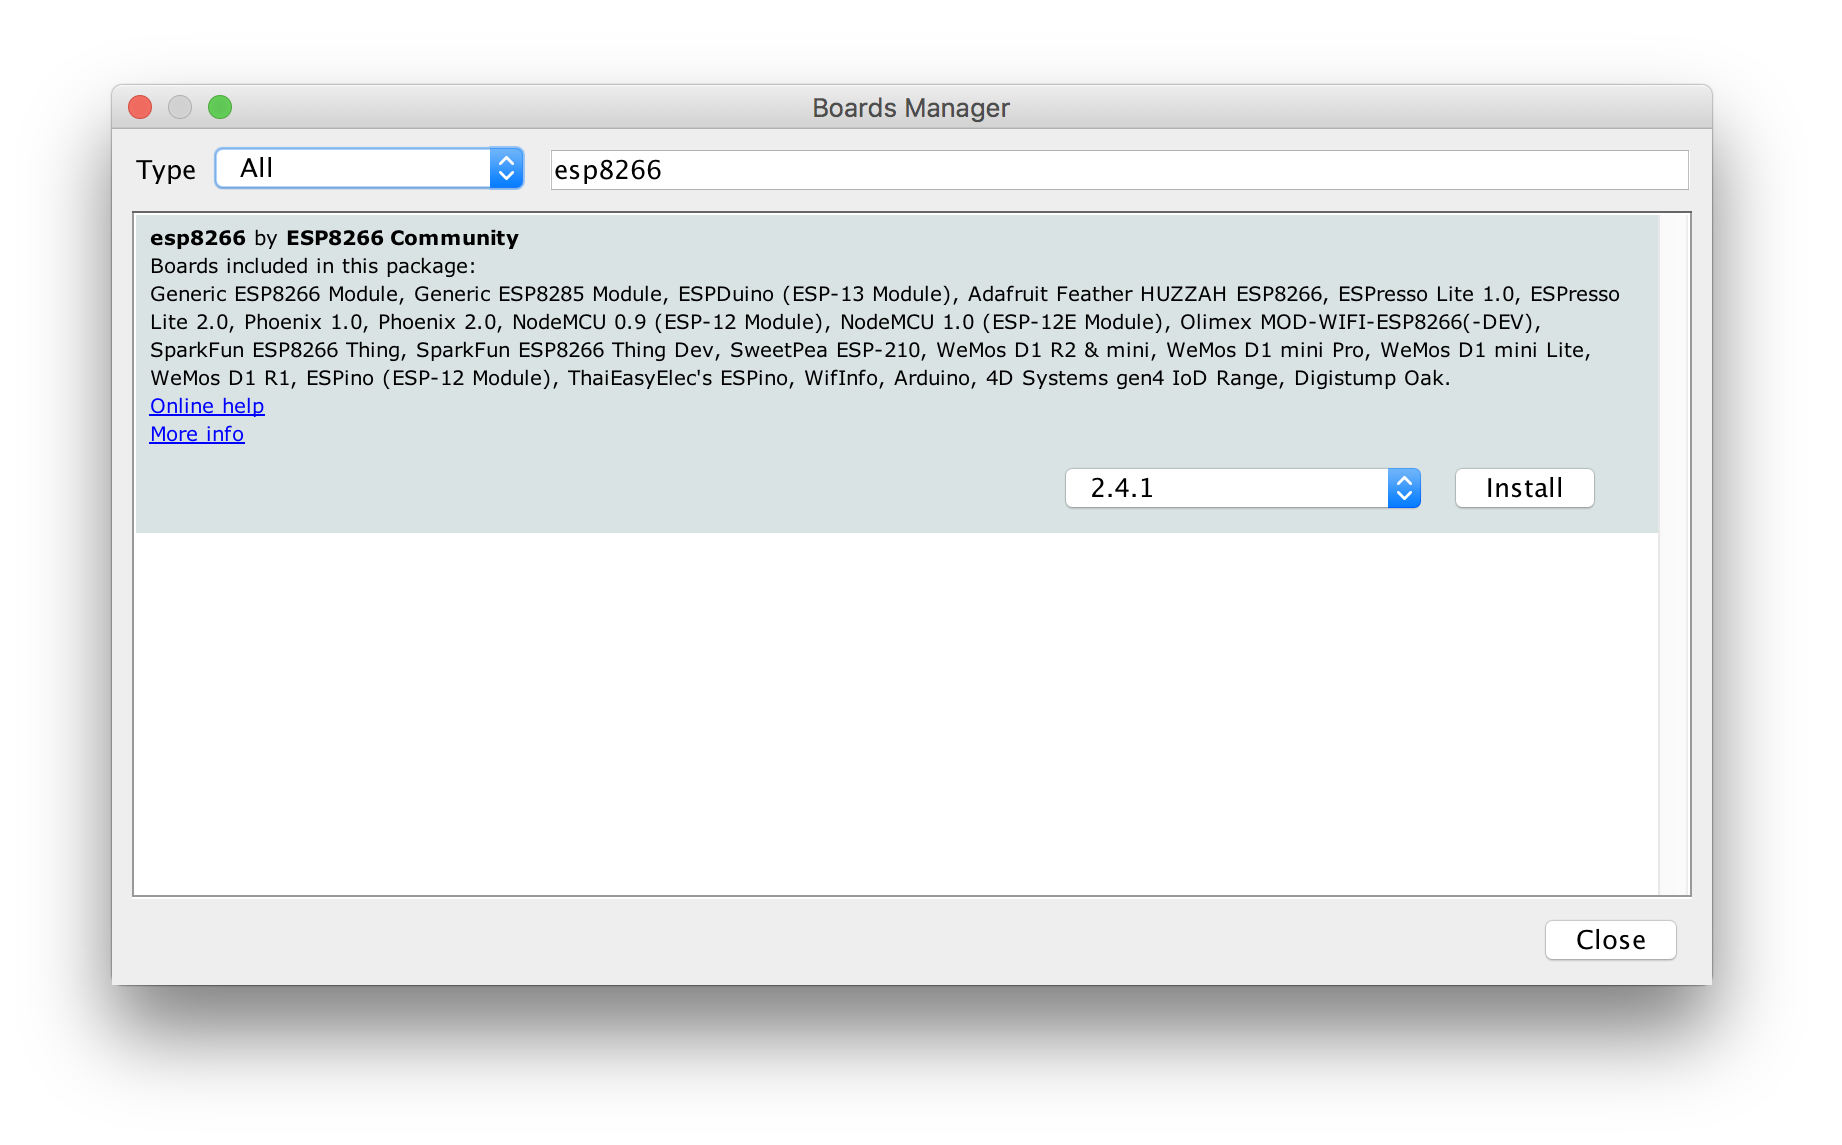 Boards Manager
Type All esp8266
esp8266 by ESP8266 Community
Boards included in this package:
Generic ESP8266 Module, Generic ESP8285 Module, ESPDuino (ESP-13 Module), Adafruit Feather HUZZAH ESP8266, ESPresso Lite 1.0, ESPresso
Lite 2.0, Phoenix 1.0, Phoenix 2.0, NodeMCU 0.9 (ESP-12 Module), NodeMCU 1.0 (ESP-12E Module), Olimex MOD-WIFI-ESP8266(-DEV),
SparkFun ESP8266 Thing, SparkFun ESP8266 Thing Dev, SweetPea ESP-210, WeMos D1 R2 & mini, WeMos D1 mini Pro, WeMos D1 mini Lite,
WeMos D1 R1, ESPino (ESP-12 Module), ThaiEasyElec's ESPino, WifInfo, Arduino, 4D Systems gen4 IoD Range, Digistump Oak.
Online help
More info
2.4.1 Install
Close